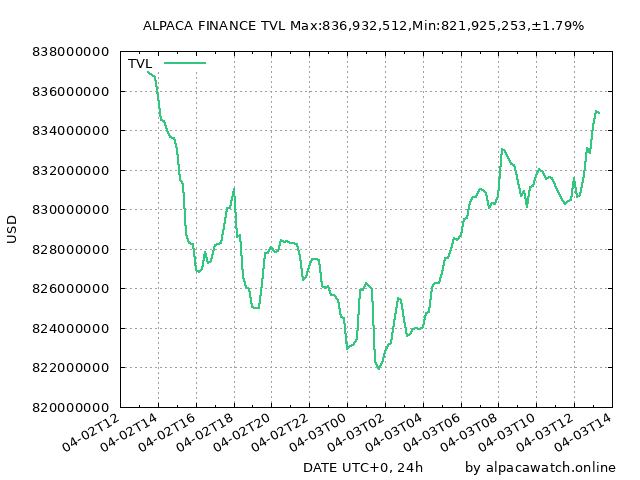 ALPACA FINANCE TVL Max:836,932,512,Min:821,925,253,±1.79%
TVL
838000000
836000000
834000000
832000000
830000000
828000000
826000000
824000000
822000000
820000000
USD
04-02T12
04-02T14
04-02T16
04-02T18
04-02T20
04-02T22
04-03T00
04-03T02
04-03T04
04-03T06
04-03T08
04-03T10
04-03T12
04-03T14
DATE UTC+0, 24h
by alpacawatch.online